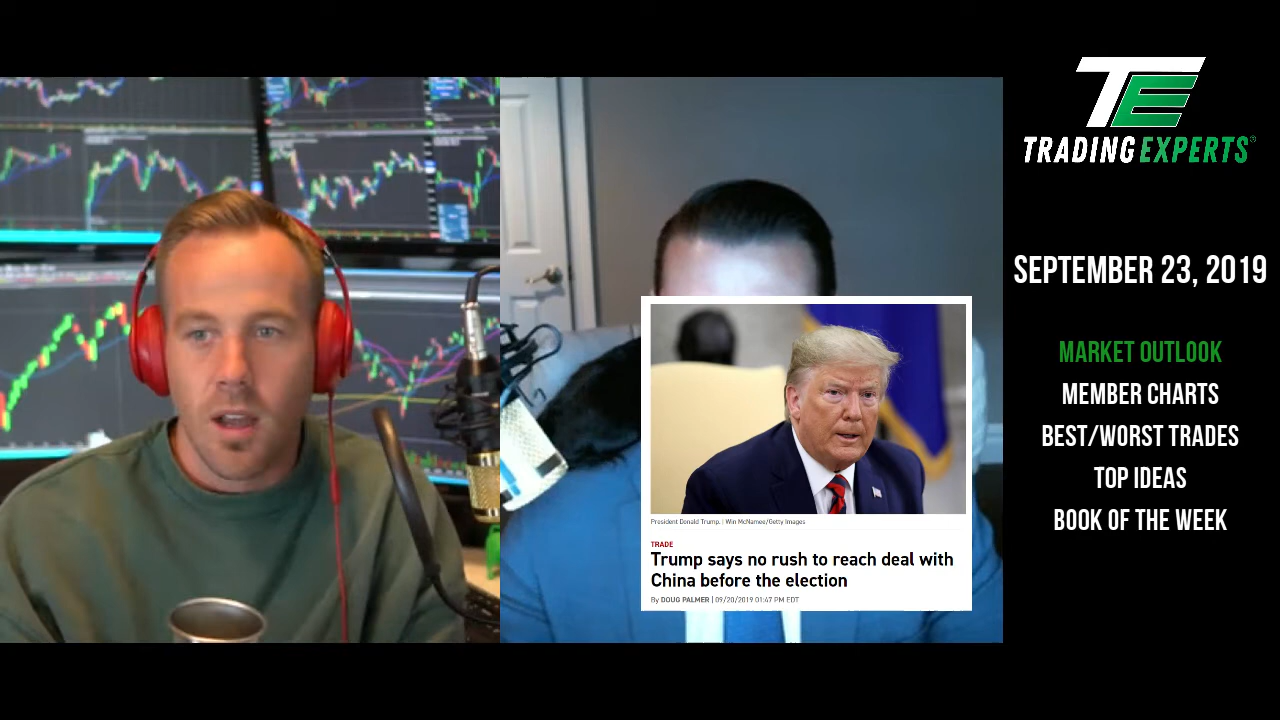 TE
TRADING EXPERTS®
SEPTEMBER 23, 2019
MARKET OUTLOOK
MEMBER CHARTS
BEST/WORST TRADES
TOP IDEAS
BOOK OF THE WEEK
President Donald Trump. | Win McNamee/Getty Images
TRADE
Trump says no rush to reach deal with
China before the election
By DOUG PALMER | 09/20/2019 01:47 PM EDT